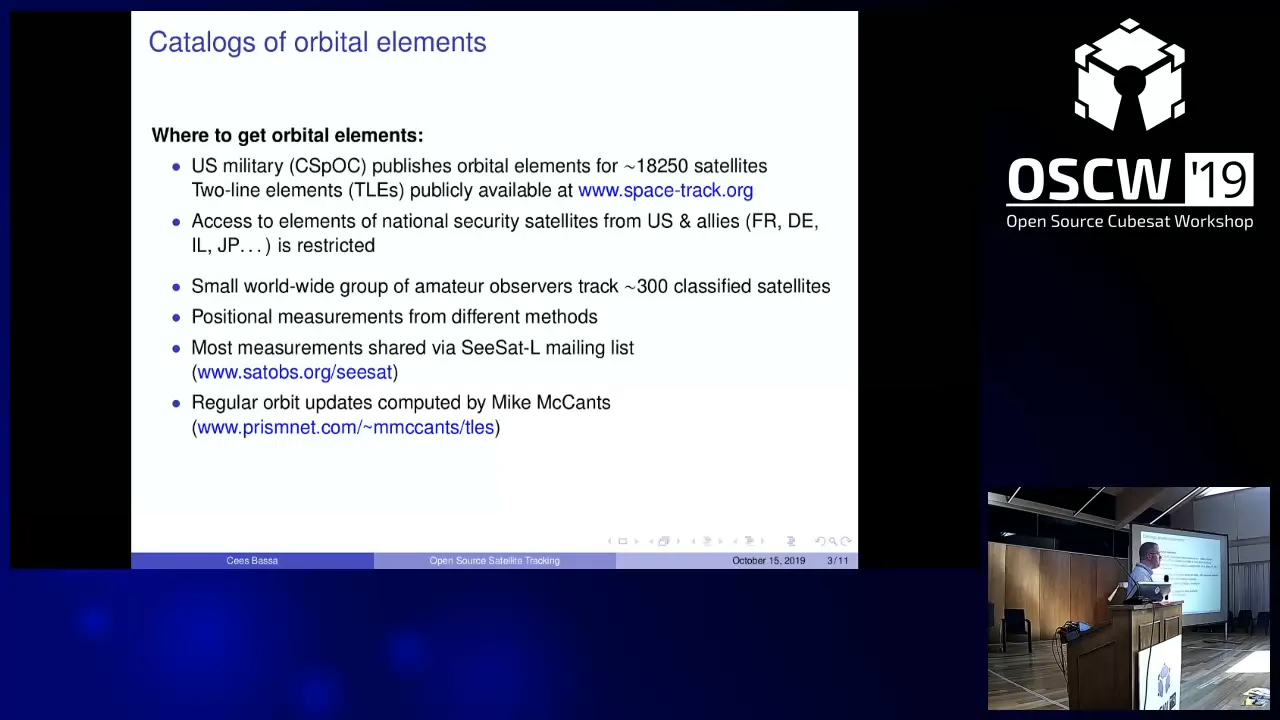 Catalogs of orbital elements
Where to get orbital elements:
• US military (CSpOC) publishes orbital elements for ~18250 satellites
Two-line elements (TLEs) publicly available at www.space-track.org
• Access to elements of national security satellites from US & allies (FR, DE,
IL, JP...) is restricted
• Small world-wide group of amateur observers track ~300 classified satellites
• Positional measurements from different methods
• Most measurements shared via SeeSat-L mailing list
(www.satobs.org/seesat)
• Regular orbit updates computed by Mike McCants
(www.prismnet.com/~mmccants/tles)
Cees Bassa
Open Source Satellite Tracking
October 15, 2019
3/11
OSCW '19
Open Source Cubesat Workshop